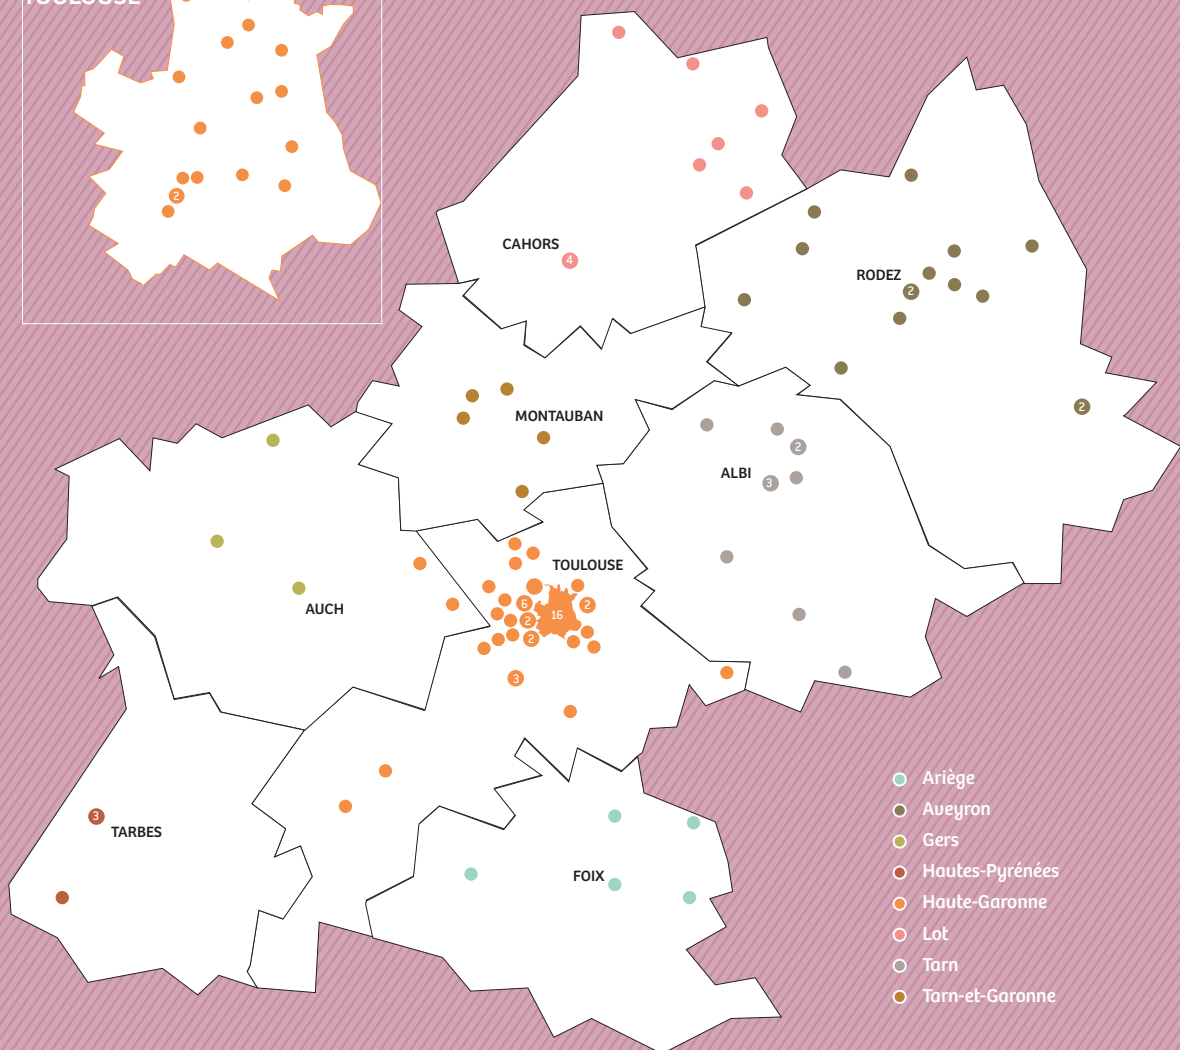 TOULOUSE
2
CAHORS
4
RODEZ
2
2
MONTAUBAN
ALBI
2
3
TOULOUSE
6
2
16
2
2
3
AUCH
3
TARBES
FOIX
Ariège
Aveyron
Gers
Hautes-Pyrénées
Haute-Garonne
Lot
Tarn
Tarn-et-Garonne